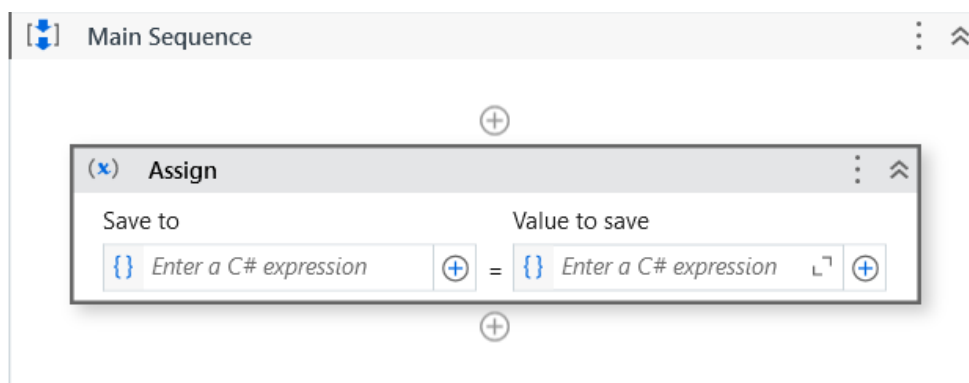 Main Sequence
(x) Assign
Save to Value to save
{} Enter a C# expression = {} Enter a C# expression